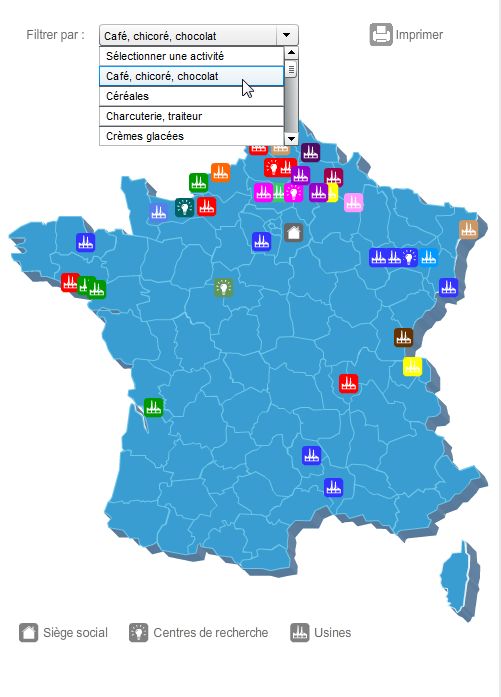 Filtrer par : Café, chicoré, chocolat Imprimer
Sélectionner une activité
Café, chicoré, chocolat
Céréales
Charcuterie, traiteur
Crèmes glacées
Siège social Centres de recherche Usines